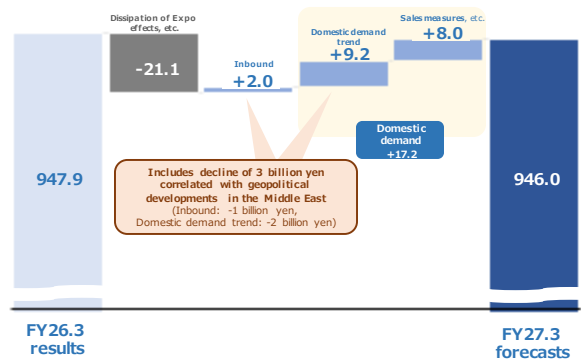 Dissipation of Expo
effects, etc.
-21.1
Inbound
+2.0
Domestic demand
trend
+9.2
Sales measures, etc.
+8.0
Domestic
demand
+17.2
947.9
Includes decline of 3 billion yen
correlated with geopolitical
developments in the Middle East
(Inbound: -1 billion yen,
Domestic demand trend: -2 billion yen)
946.0
FY26.3
results
FY27.3
forecasts